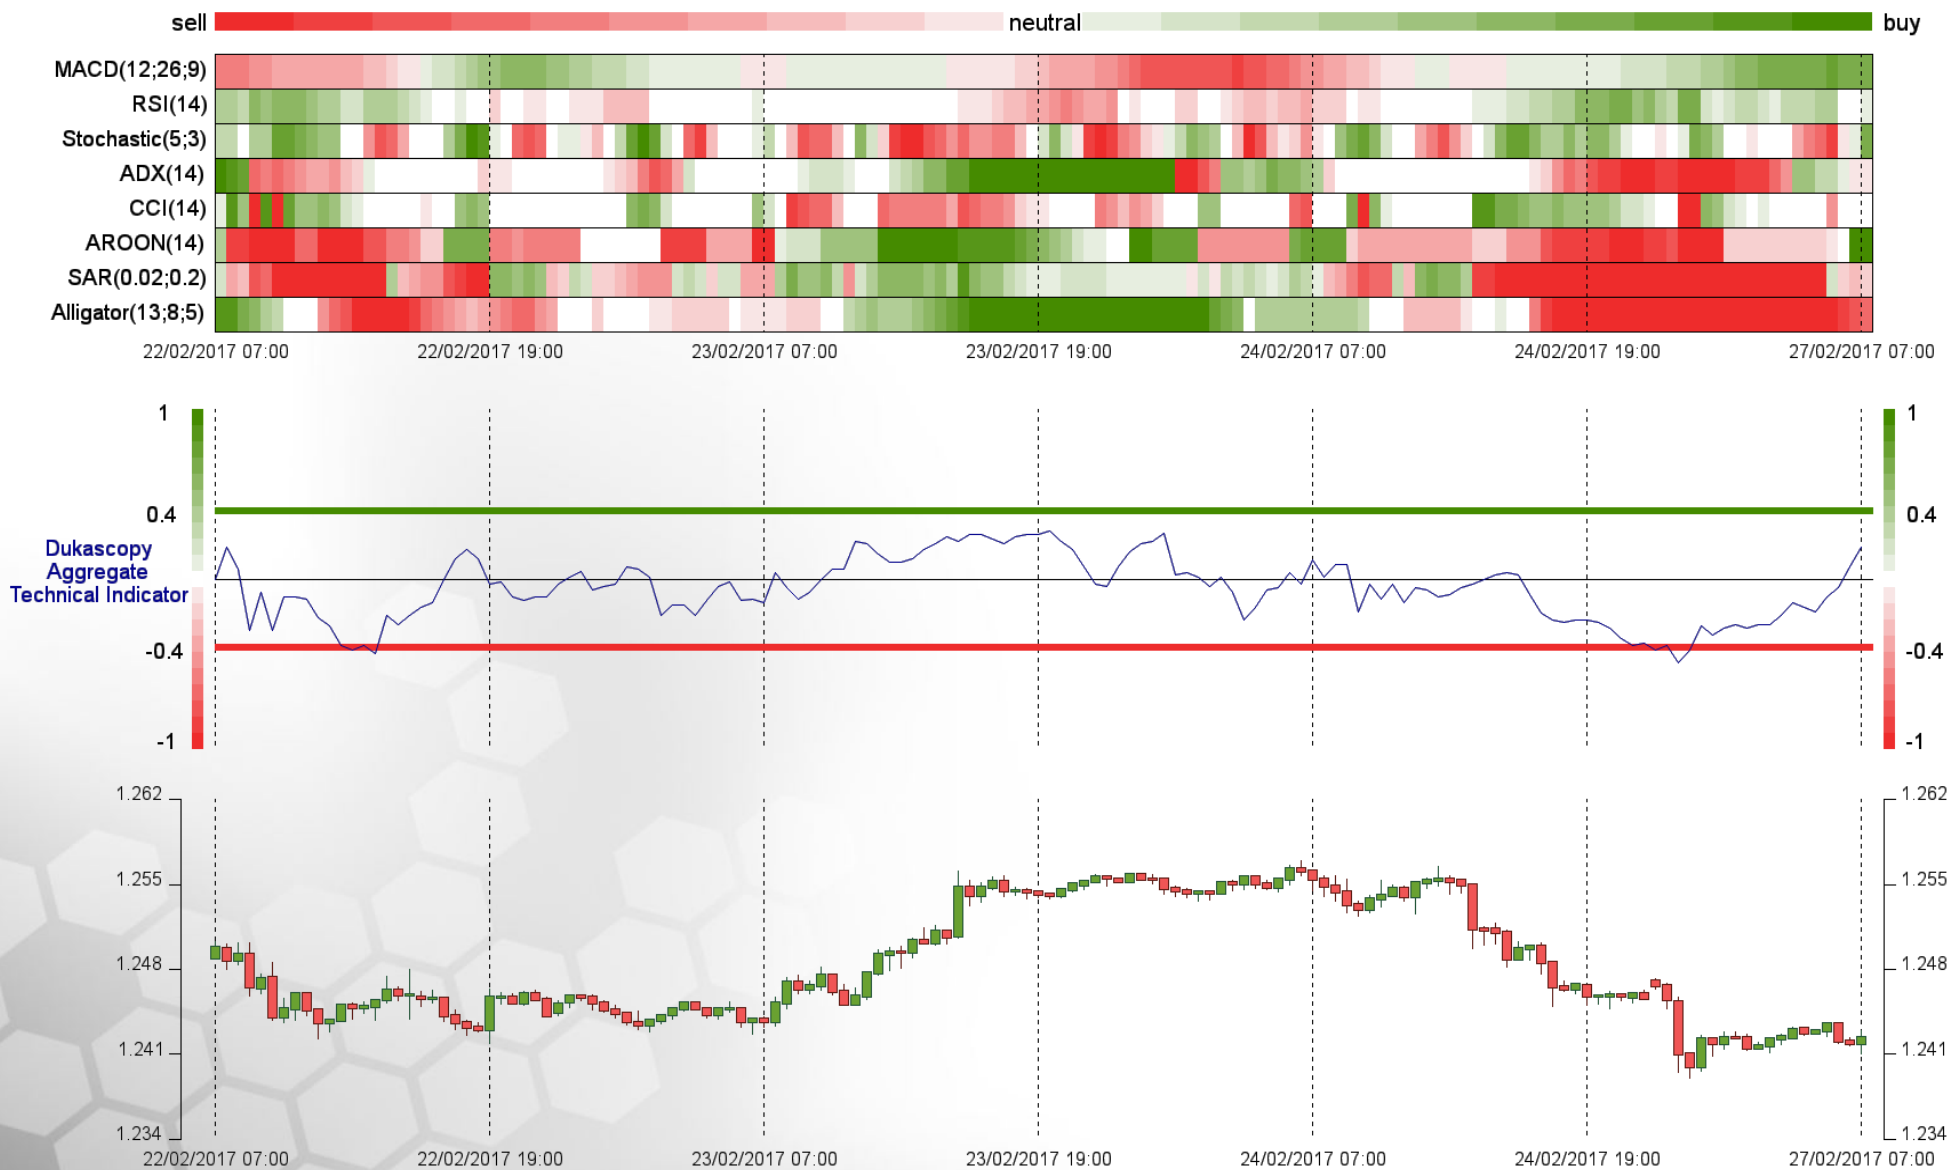 sell neutral buy
MACD(12;26;9)
RSI(14)
Stochastic(5;3)
ADX(14)
CCI(14)
AROON(14)
SAR(0.02;0.2)
Alligator(13;8;5)
22/02/2017 07:00 22/02/2017 19:00 23/02/2017 07:00 23/02/2017 19:00 24/02/2017 07:00 24/02/2017 19:00 27/02/2017 07:00
1 1
0.4 0.4
Dukascopy
Aggregate
Technical Indicator
-0.4 -0.4
-1 -1
1.262 1.262
1.255 1.255
1.248 1.248
1.241 1.241
1.234 1.234
22/02/2017 07:00 22/02/2017 19:00 23/02/2017 07:00 23/02/2017 19:00 24/02/2017 07:00 24/02/2017 19:00 27/02/2017 07:00